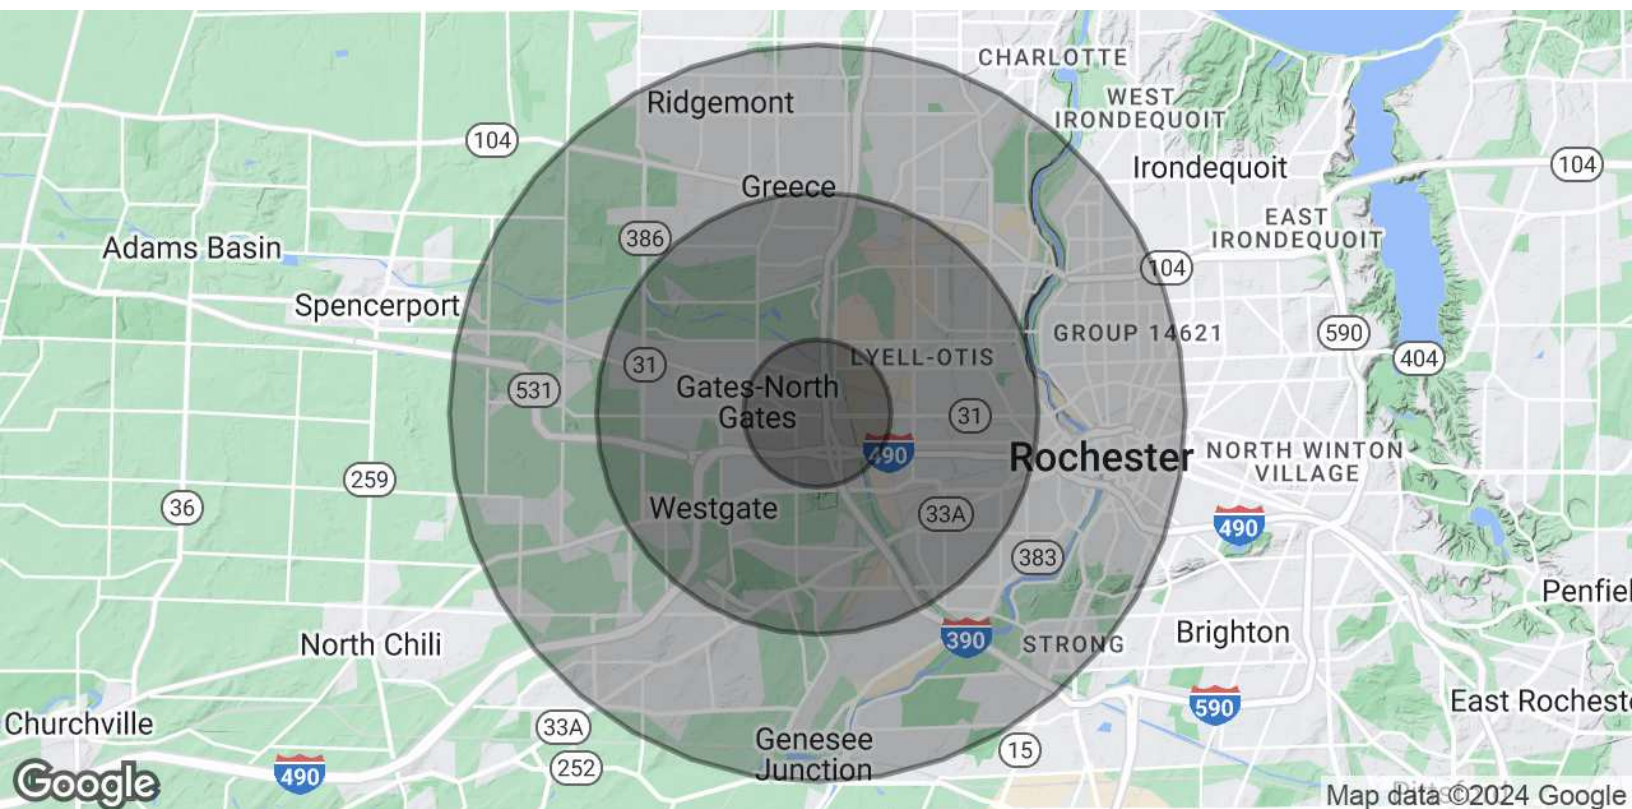 CHARLOTTE
Ridgemont
WEST
IRONDEQUOIT
104
Irondequoit
104
Greece
EAST
IRONDEQUOIT
386
Adams Basin
104
Spencerport
590
GROUP 14621
404
LYELL-OTIS
31
Gates-North
Gates
531
31
490
Rochester
NORTH WINTON
VILLAGE
259
36
Westgate
33A
490
383
Penfiel
390
STRONG
Brighton
North Chili
590
East Rocheste
Churchville
33A
Genesee
Junction
15
252
490
Google
Map data ©2024 Google